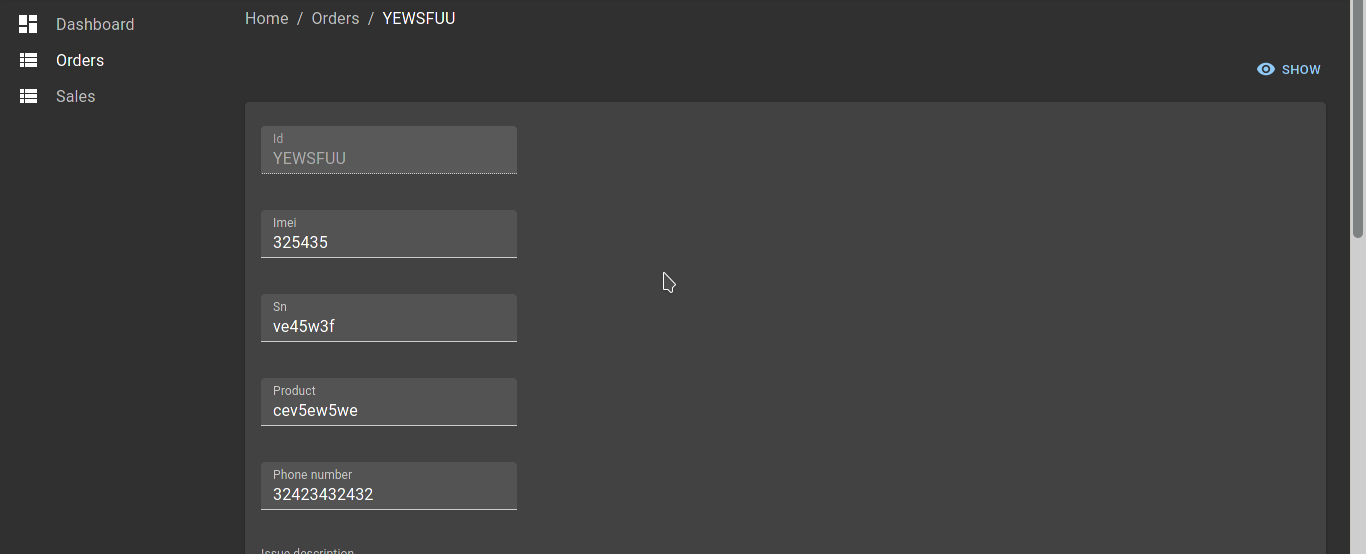 Dashboard
Orders
Sales
Home / Orders / YEWSFUU
SHOW
Id
YEWSFUU
Imei
325435
Sn
ve45w3f
Product
cev5ew5we
Phone number
32423432432
Issue description